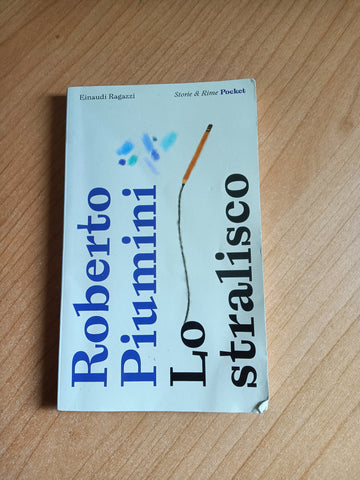 Einaudi Ragazzi
Storie & Rime Pocket
Roberto
Piumini
Lo
stralisco